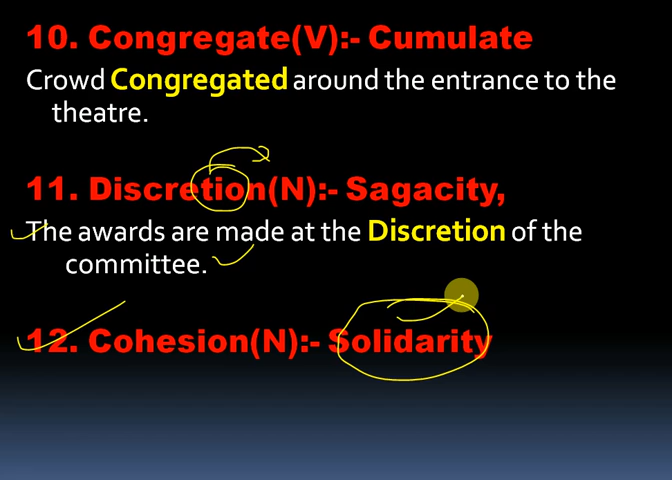 10. Congregate(V):- Cumulate
Crowd Congregated around the entrance to the
theatre.
11. Discretion(N):- Sagacity,
The awards are made at the Discretion of the
committee.
12. Cohesion(N):- Solidarity